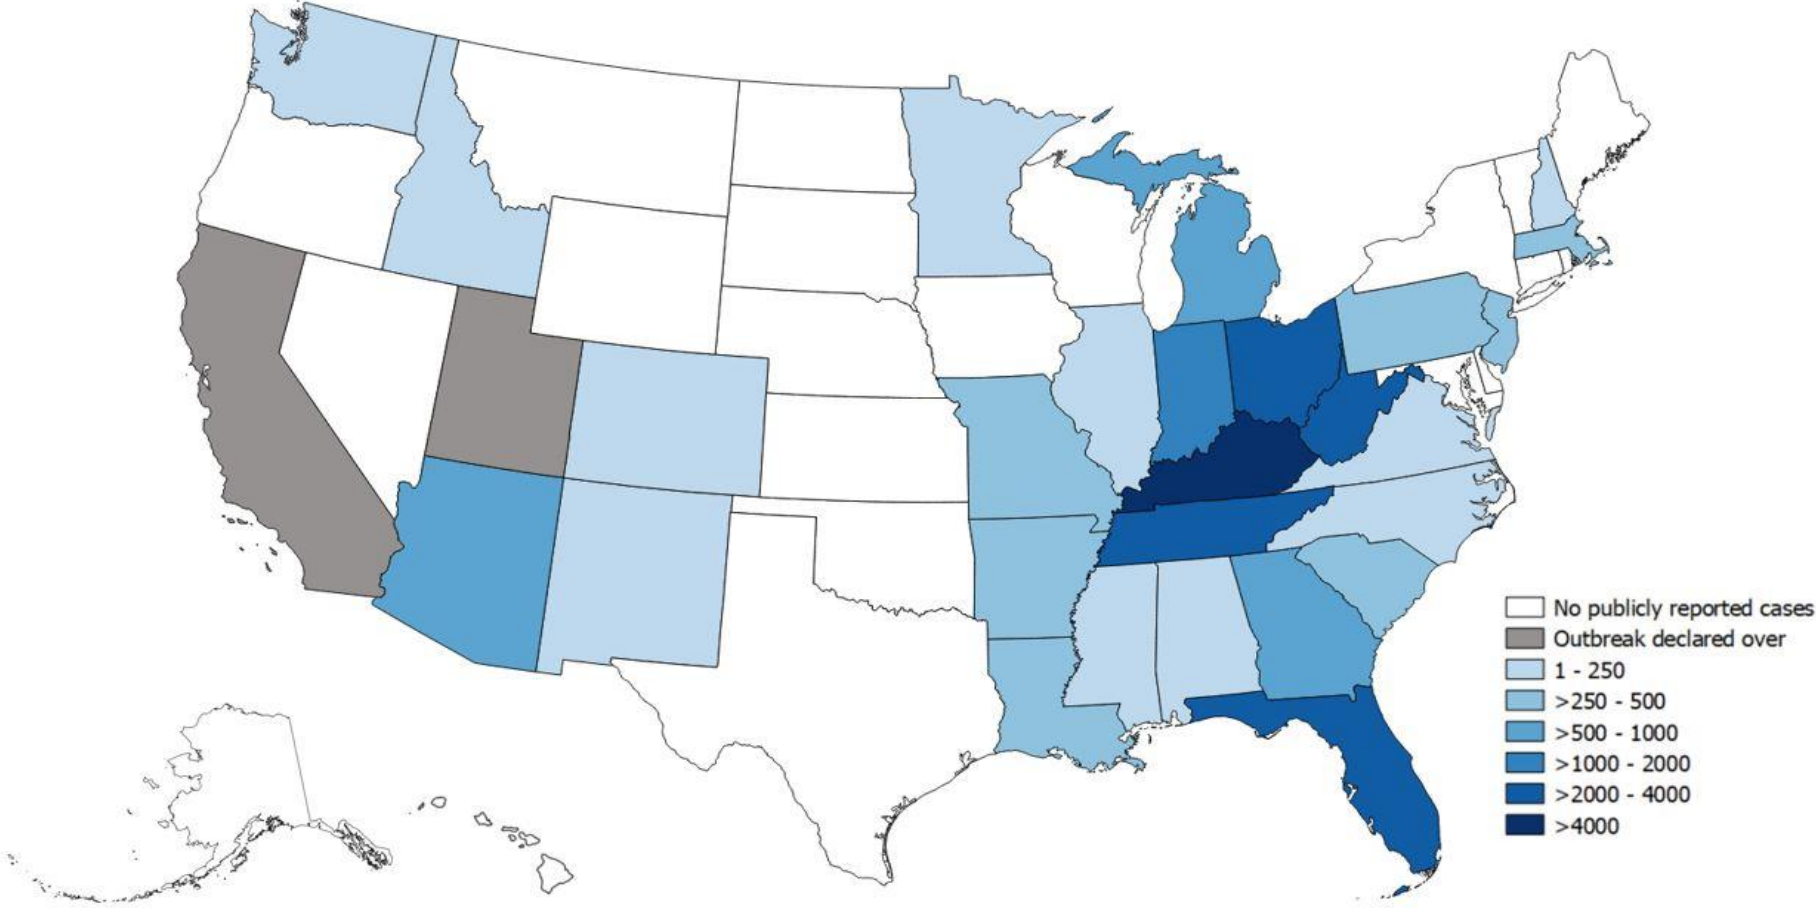 No publicly reported cases
Outbreak declared over
1 - 250
>250 - 500
>500 - 1000
>1000 - 2000
>2000 - 4000
>4000